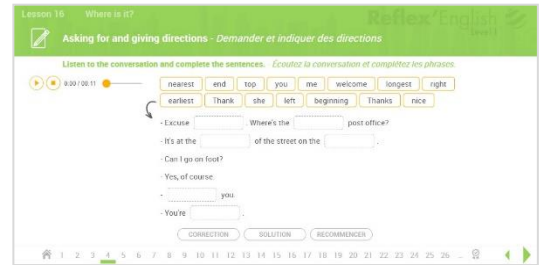 Lesson 16 Where is it?
Reflex'English
Level 1
Asking for and giving directions - Demander et indiquer des directions
Listen to the conversation and complete the sentences. Écoutez la conversation et complétez les phrases.
0:00 / 00:11
nearest end top you me welcome longest right
earliest Thank she left beginning Thanks nice
- Excuse . Where's the post office?
- It's at the of the street on the .
- Can I go on foot?
- Yes, of course.
- you.
- You're .
CORRECTION SOLUTION RECOMMENCER
1 2 3 4 5 6 7 8 9 10 11 12 13 14 15 16 17 18 19 20 21 22 23 24 25 26 ...